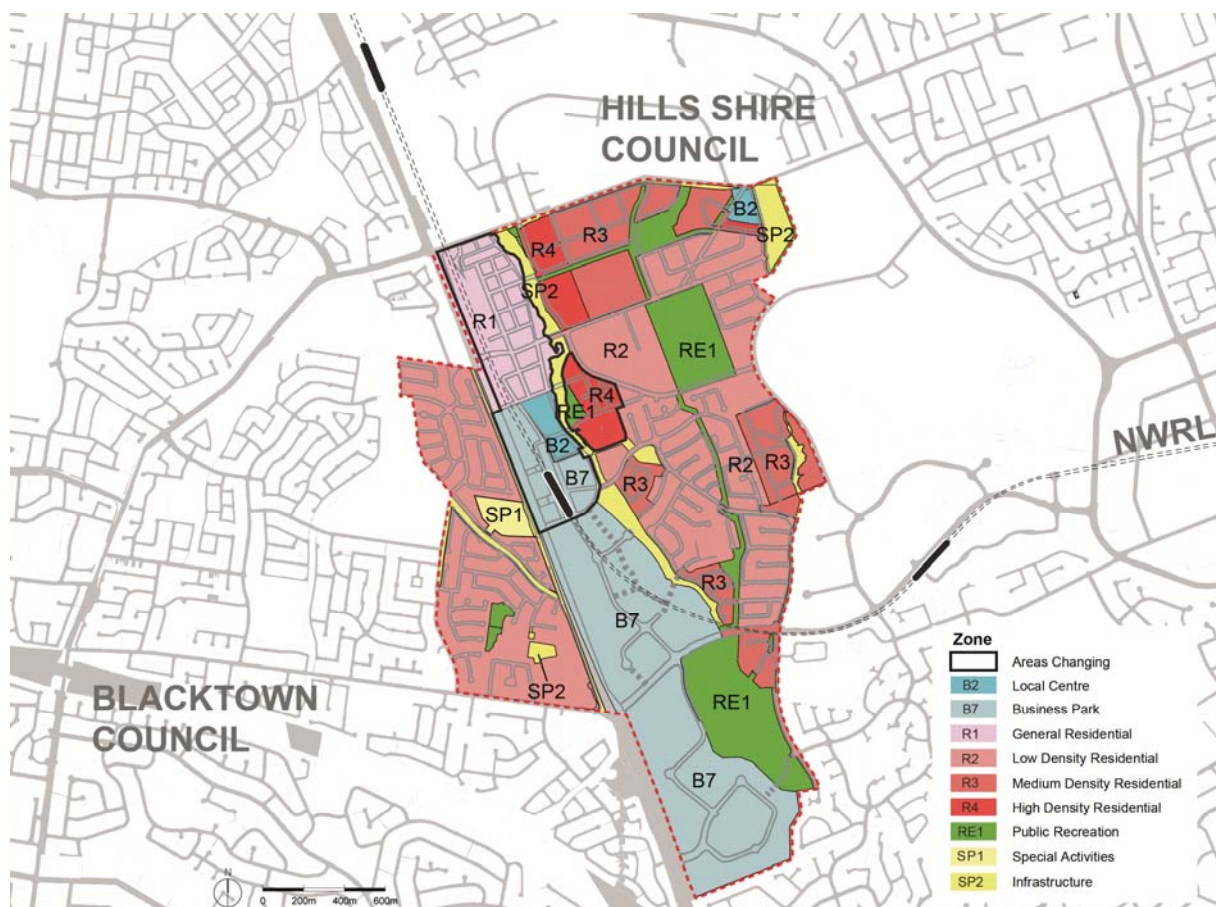 HILLS SHIRE
COUNCIL
B2
SP2
R4
R3
SP2
R1
R2
RE1
R4
RE1
B2
B7
R3
R2
R3
NWRL
SP1
R3
B7
SP2
RE1
B7
BLACKTOWN
COUNCIL
N
0 200m 400m 600m
Zone
Areas Changing
B2 Local Centre
B7 Business Park
R1 General Residential
R2 Low Density Residential
R3 Medium Density Residential
R4 High Density Residential
RE1 Public Recreation
SP1 Special Activities
SP2 Infrastructure